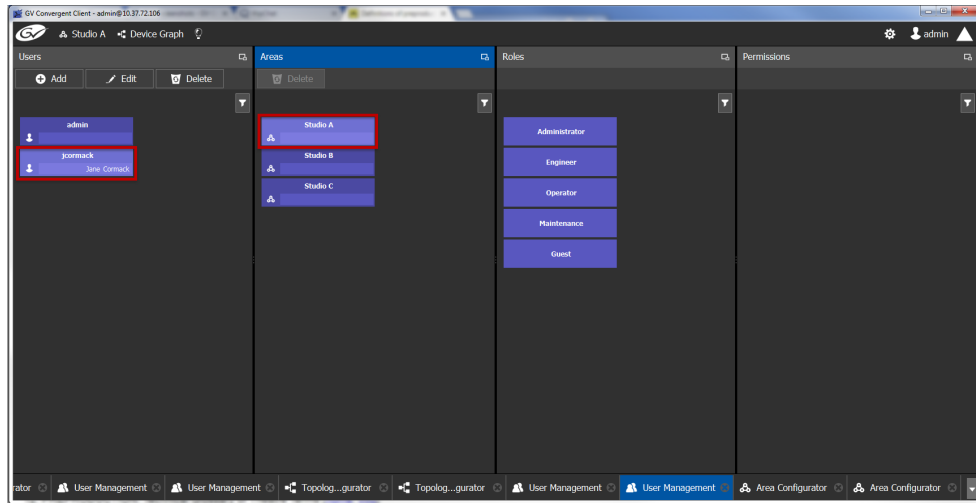 GV Convergent Client - admin@10.37.72.106
GV Studio A Device Graph admin
Users Areas Roles Permissions
Add Edit Delete Delete
admin
jcormack
Jane Cormack
Studio A
Studio B
Studio C
Administrator
Engineer
Operator
Maintenance
Guest
rator User Management User Management Topolog...gurator Topolog...gurator User Management User Management Area Configurator Area Configurator